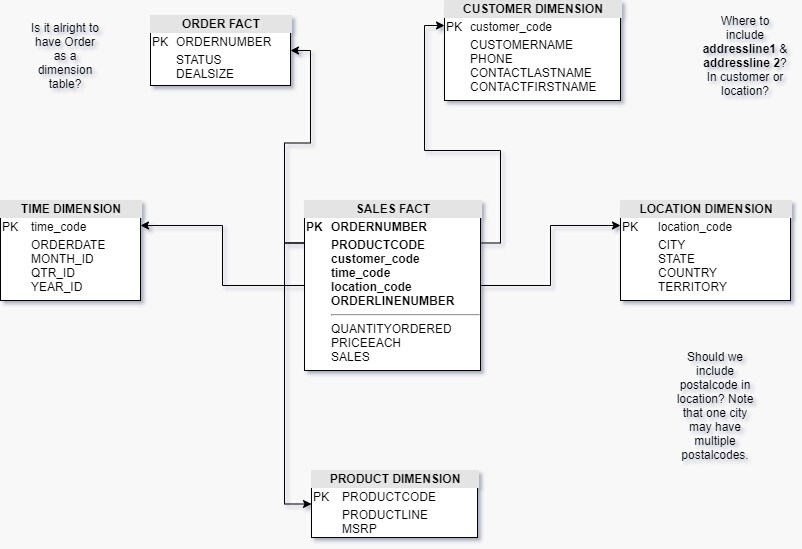 Is it alright to
have Order
as a
dimension
table?
ORDER FACT
PK ORDERNUMBER
STATUS
DEALSIZE
CUSTOMER DIMENSION
PK customer_code
CUSTOMERNAME
PHONE
CONTACTLASTNAME
CONTACTFIRSTNAME
Where to
include
addressline1 &
addressline 2?
In customer or
location?
TIME DIMENSION
PK time_code
ORDERDATE
MONTH_ID
QTR_ID
YEAR_ID
SALES FACT
PK ORDERNUMBER
PRODUCTCODE
customer_code
time_code
location_code
ORDERLINENUMBER
QUANTITYORDERED
PRICEEACH
SALES
LOCATION DIMENSION
PK location_code
CITY
STATE
COUNTRY
TERRITORY
Should we
include
postalcode in
location? Note
that one city
may have
multiple
postalcodes.
PRODUCT DIMENSION
PK PRODUCTCODE
PRODUCTLINE
MSRP